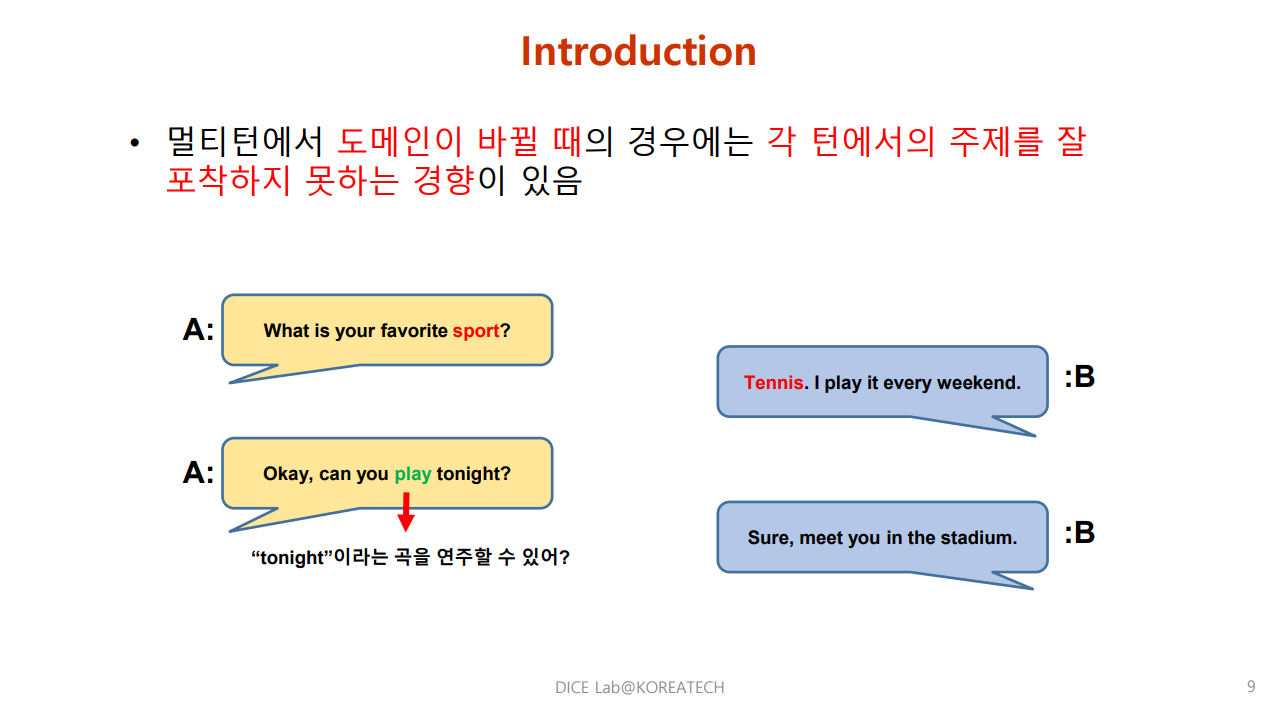 Introduction
• 멀티턴에서 도메인이 바뀔 때의 경우에는 각 턴에서의 주제를 잘
포착하지 못하는 경향이 있음
A: What is your favorite sport?
Tennis. I play it every weekend. :B
A: Okay, can you play tonight?
“tonight”이라는 곡을 연주할 수 있어?
Sure, meet you in the stadium. :B
DICE Lab@KOREATECH
9